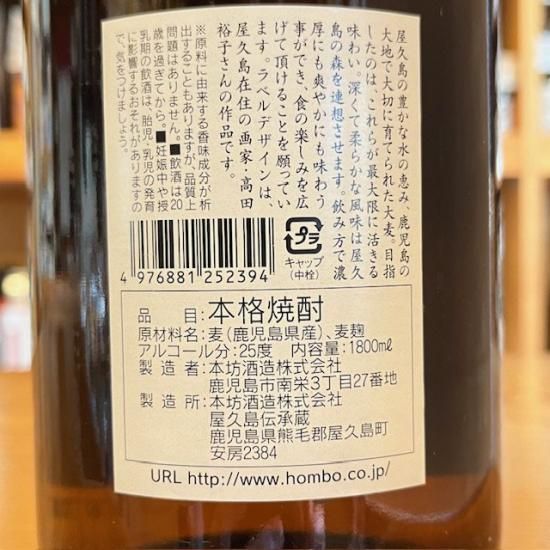 屋久島の豊かな水の恵み、鹿児島の
大地で大切に育てられた大麦。目指
したのは、これらが最大限に活きる
味わい。深くて柔らかな風味は屋久
島の森を連想させます。飲み方で濃
厚にも爽やかにも味わう
事ができ、食の楽しみを広
げて頂けることを願ってい
ます。ラベルデザインは、
屋久島在住の画家・高田
裕子さんの作品です。
※原料に由来する香味成分が析
出することもありますが、品質上
問題はありません。■飲酒は20
歳を過ぎてから。■妊娠中や授
乳期の飲酒は、胎児・乳児の発育
に影響するおそれがありますの
で、気をつけましょう。
プラ
キャップ
(中栓)
4 976881 252394
品目:本格焼酎
原材料名:麦(鹿児島県産)、麦麹
アルコール分:25度 内容量:1800mℓ
製造者:本坊酒造株式会社
鹿児島市南栄3丁目27番地
製造所:本坊酒造株式会社
屋久島伝承蔵
鹿児島県熊毛郡屋久島町
安房2384
URL http://www.hombo.co.jp/